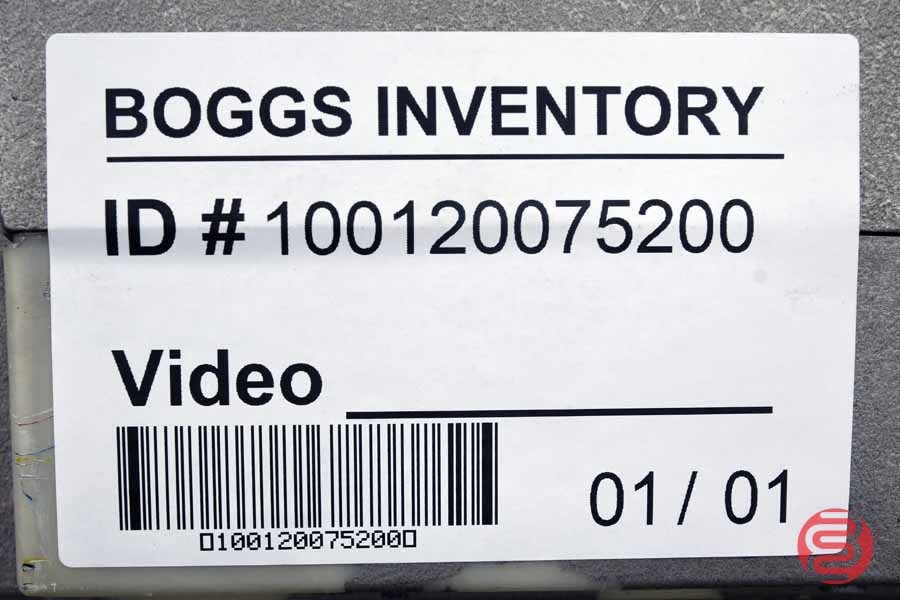 BOGGS INVENTORY
ID # 100120075200
Video
▯100120075200▯
01 / 01